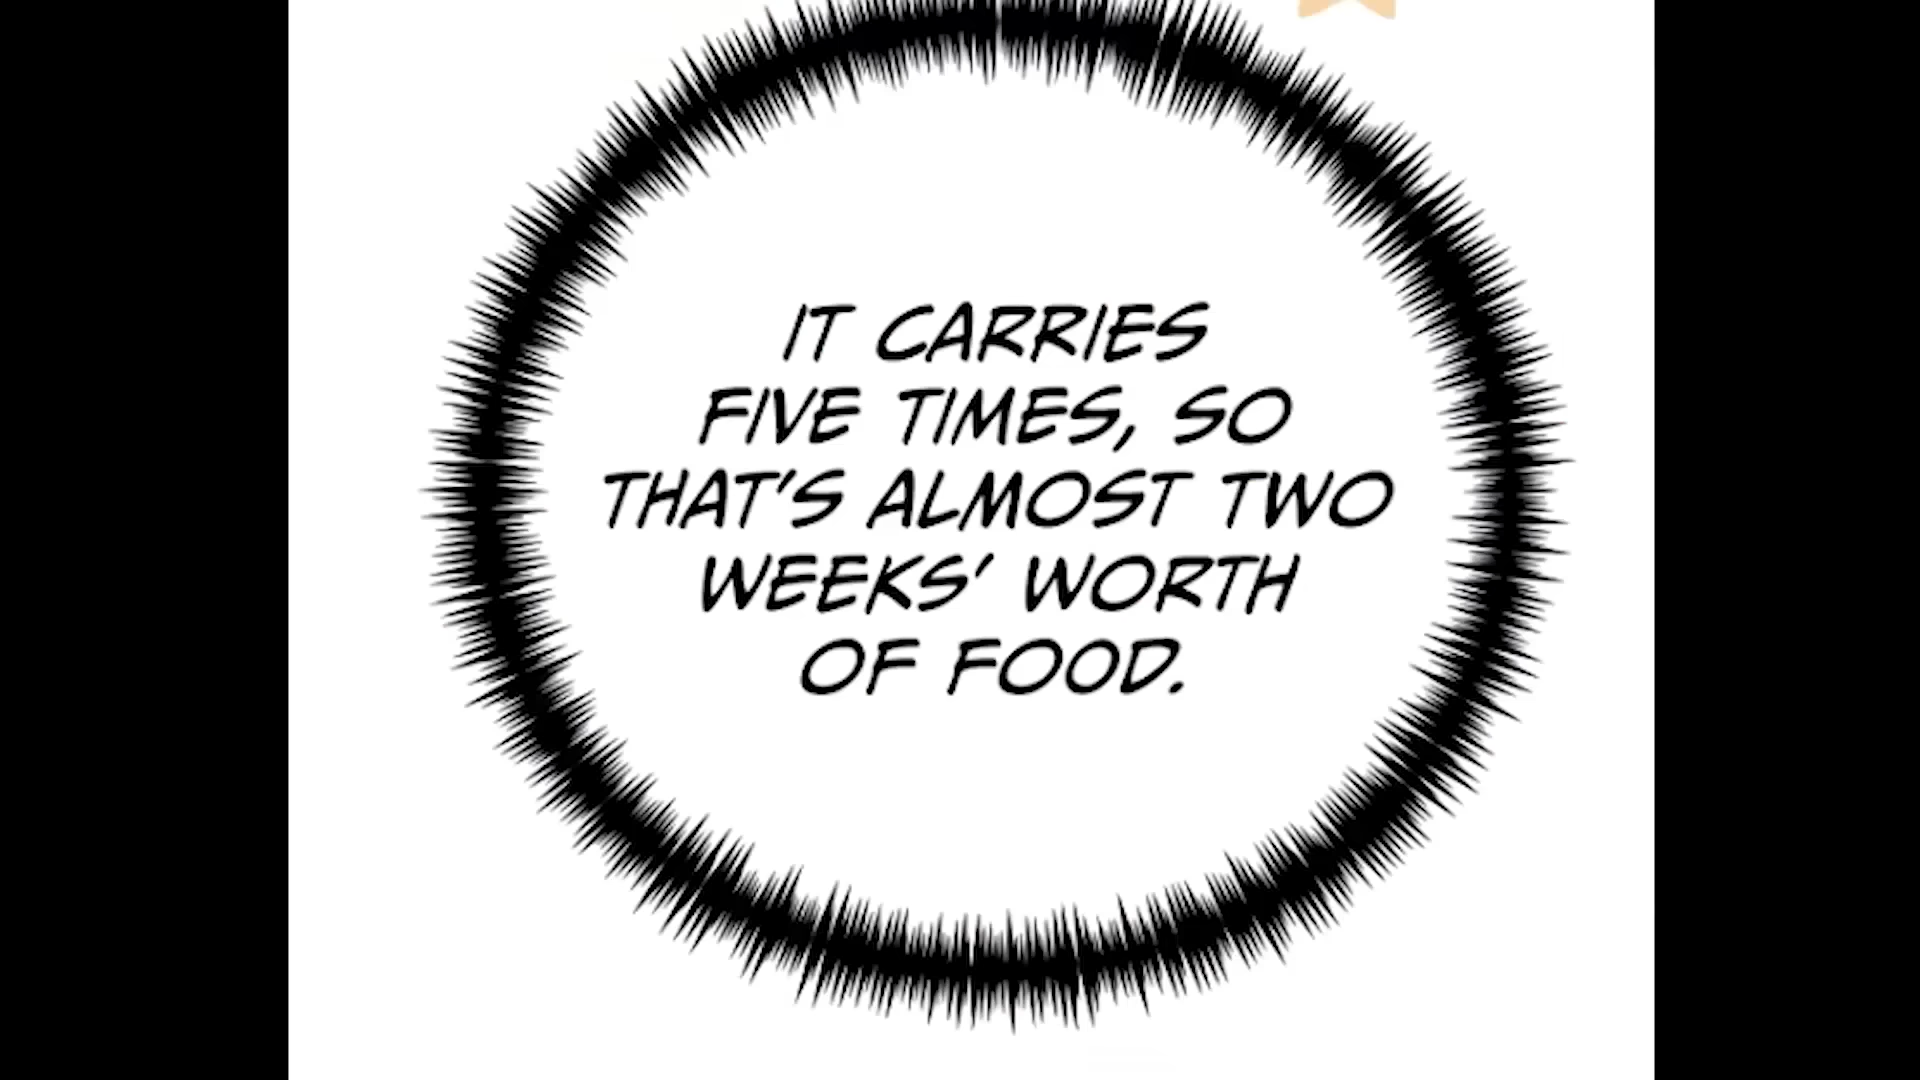 IT CARRIES
FIVE TIMES, SO
THAT'S ALMOST TWO
WEEKS' WORTH
OF FOOD.